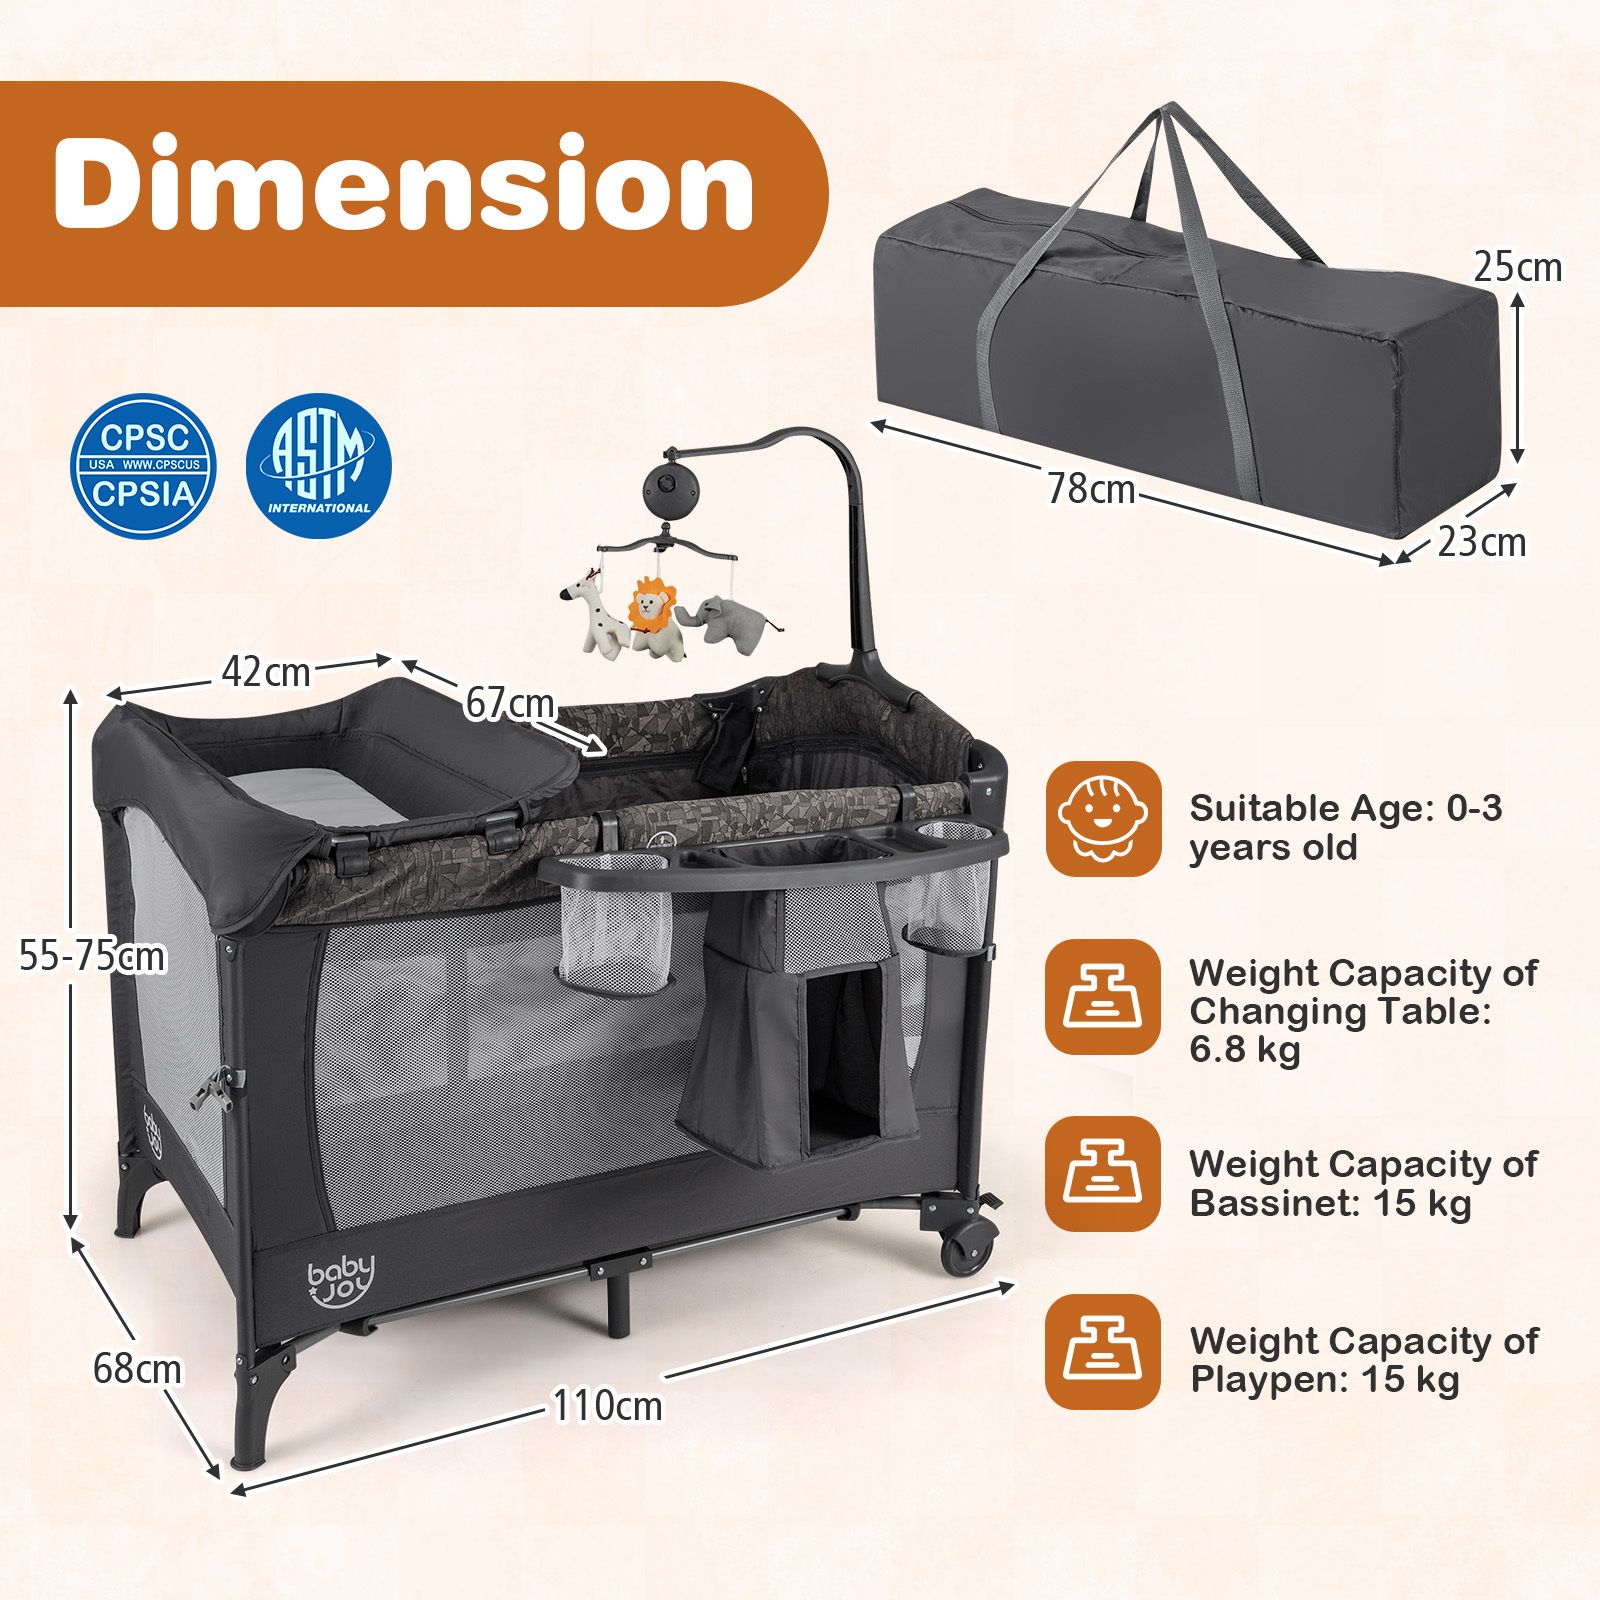 Dimension
25cm
78cm
23cm
CPSC
USA WWW.CPSC.US
CPSIA
ASTM
INTERNATIONAL
42cm
67cm
55-75cm
68cm
110cm
baby
joy
baby
joy
Suitable Age: 0-3
years old
Weight Capacity of
Changing Table:
6.8 kg
Weight Capacity of
Bassinet: 15 kg
Weight Capacity of
Playpen: 15 kg